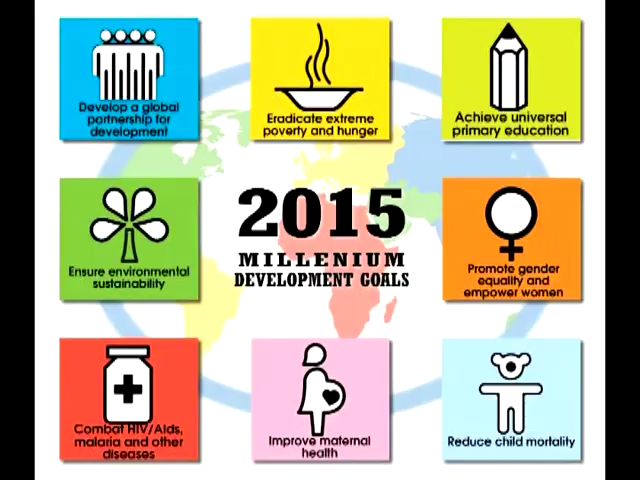 Develop a global
partnership for
development
Eradicate extreme
poverty and hunger
Achieve universal
primary education
Ensure environmental
sustainability
2015
MILLENIUM
DEVELOPMENT GOALS
Promote gender
equality and
empower women
Combat HIV/Aids,
malaria and other
diseases
Improve maternal
health
Reduce child mortality